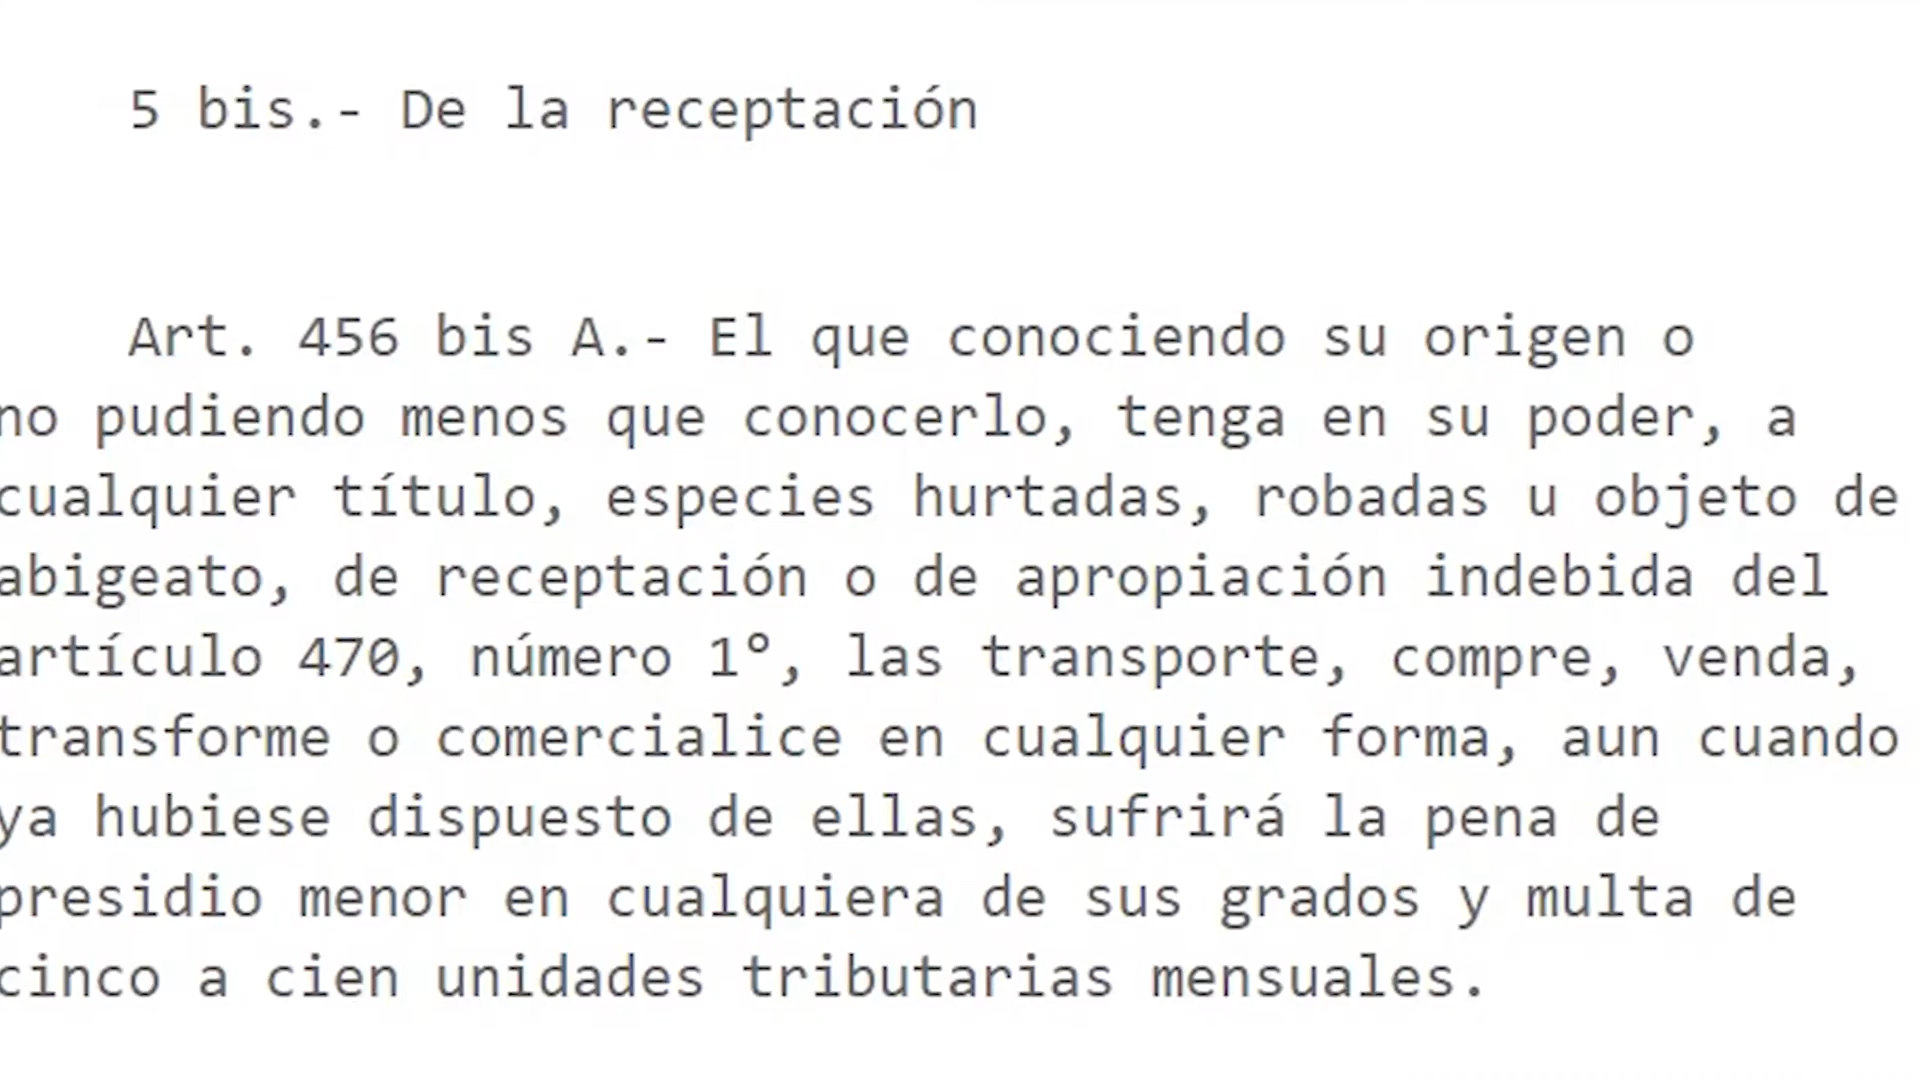 5 bis.- De la receptación
Art. 456 bis A.- El que conociendo su origen o
no pudiendo menos que conocerlo, tenga en su poder, a
cualquier título, especies hurtadas, robadas u objeto de
abigeato, de receptación o de apropiación indebida del
artículo 470, número 1°, las transporte, compre, venda,
transforme o comercialice en cualquier forma, aun cuando
ya hubiese dispuesto de ellas, sufrirá la pena de
presidio menor en cualquiera de sus grados y multa de
cinco a cien unidades tributarias mensuales.